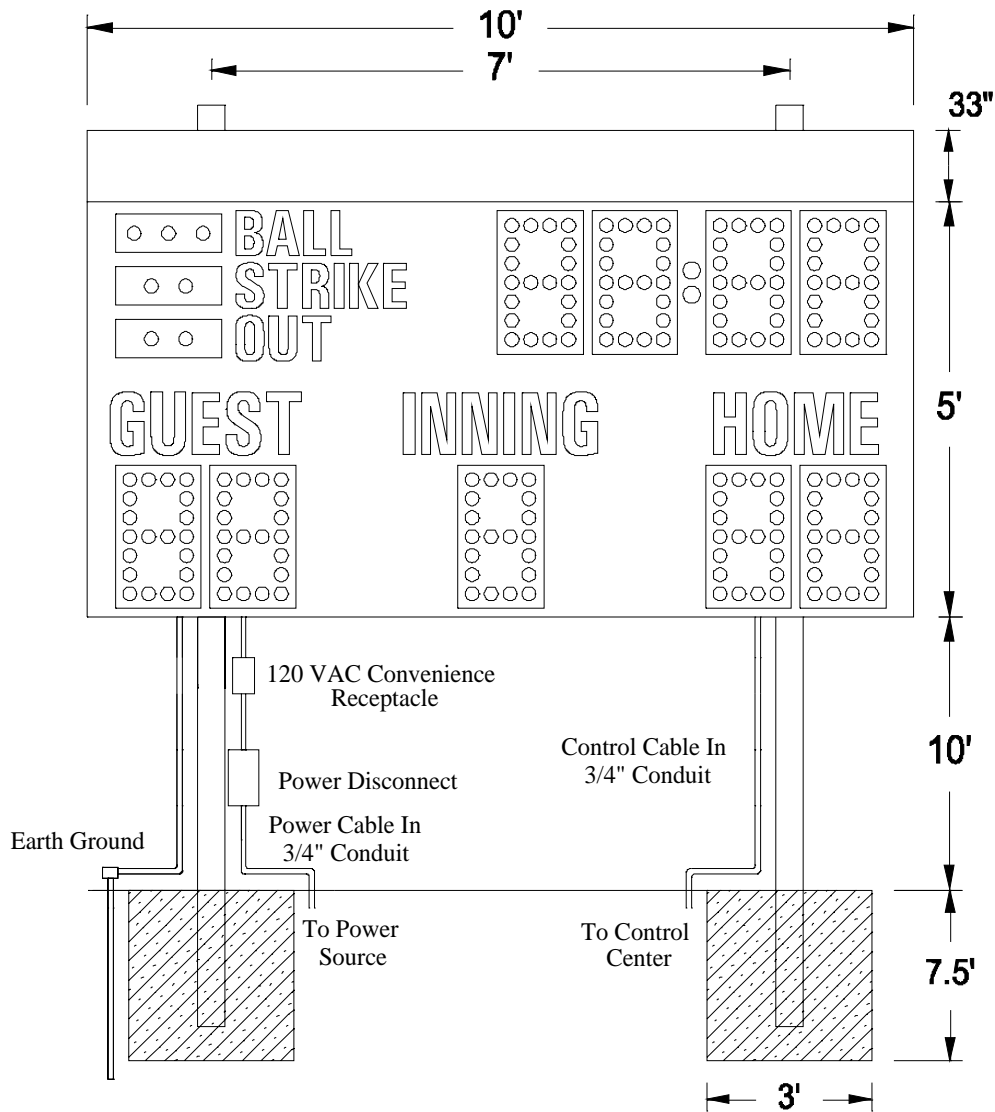 10'
7'
33"
BALL
STRIKE
OUT
5'
GUEST INNING HOME
120 VAC Convenience
Receptacle
Power Disconnect
Control Cable In
3/4" Conduit
10'
Power Cable In
3/4" Conduit
Earth Ground
To Power
Source
To Control
Center
7.5'
3'